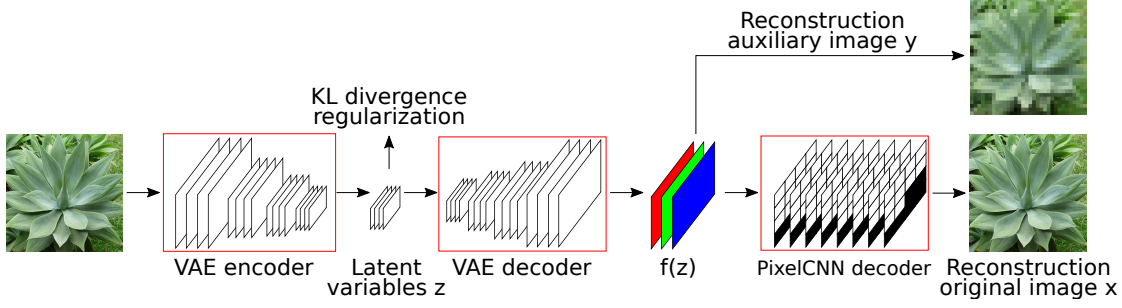 Reconstruction
auxiliary image y
KL divergence
regularization
VAE encoder
Latent
variables z
VAE decoder
f(z)
PixelCNN decoder
Reconstruction
original image x